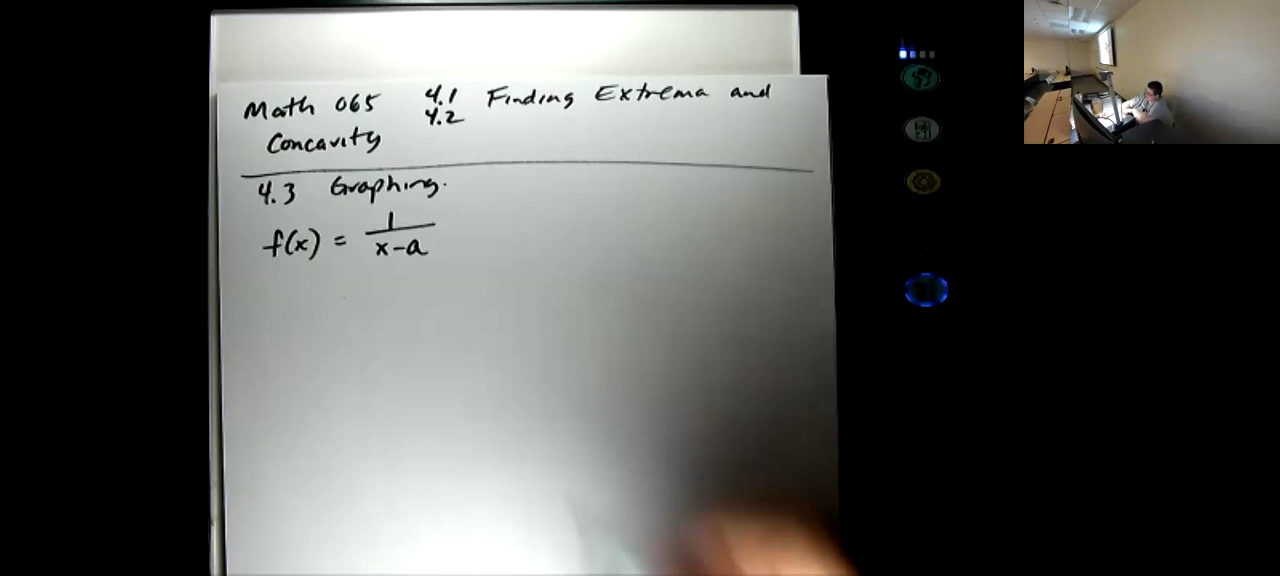 Math 065 4.1 Finding Extrema and
4.2
Concavity
4.3 Graphing.
f(x) = 1/(x-a)